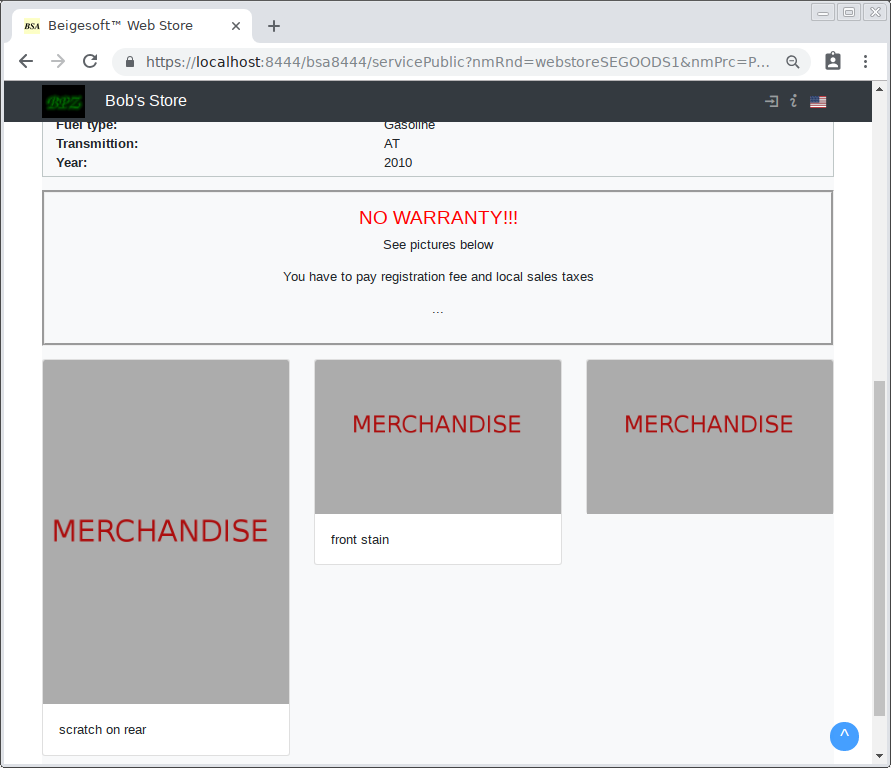 BSA Beigesoft™ Web Store
https://localhost:8444/bsa8444/servicePublic?nmRnd=webstoreSEGOODS1&nmPrc=P...
BPZ Bob's Store
Fuel type: Gasoline
Transmittion: AT
Year: 2010
NO WARRANTY!!!
See pictures below
You have to pay registration fee and local sales taxes
...
MERCHANDISE
scratch on rear
MERCHANDISE
front stain
MERCHANDISE
^